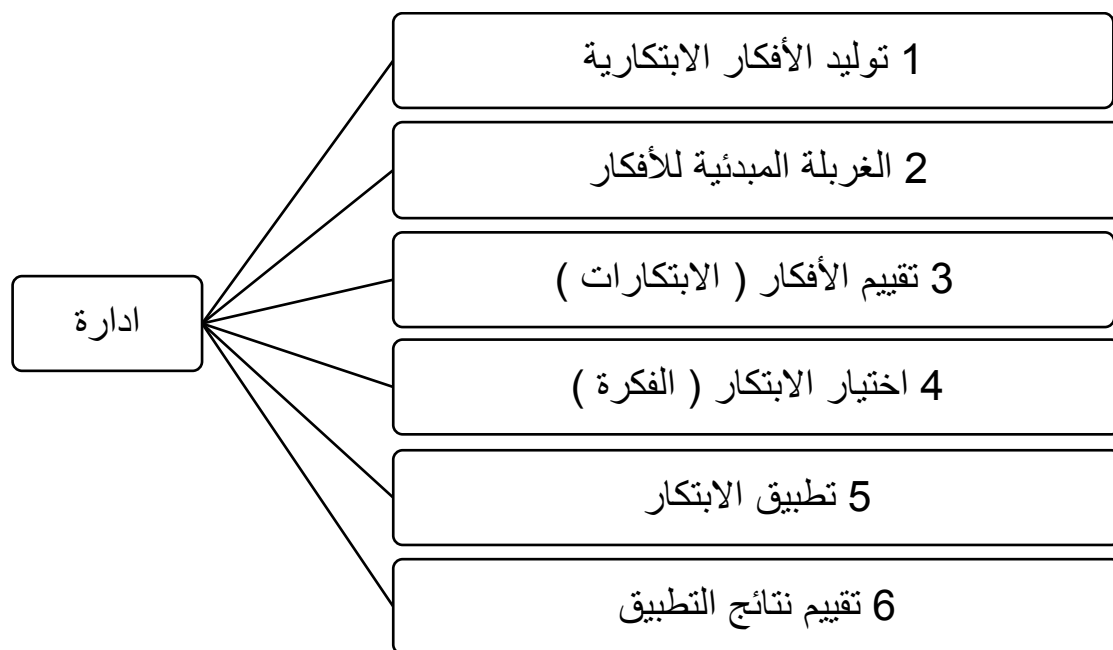 1 توليد الأفكار الابتكارية
2 الغربلة المبدئية للأفكار
3 تقييم الأفكار ( الابتكارات )
ادارة
4 اختيار الابتكار ( الفكرة )
5 تطبيق الابتكار
6 تقييم نتائج التطبيق